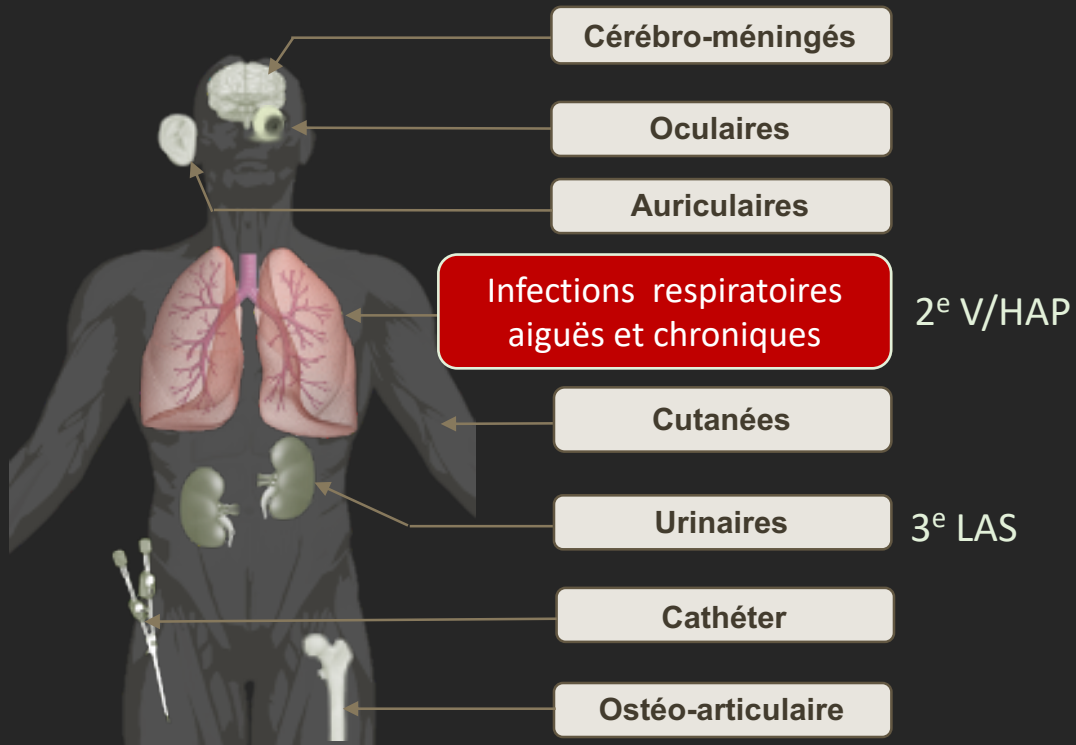 Cérébro-méningés
Oculaires
Auriculaires
Infections respiratoires
aiguës et chroniques
2e V/HAP
Cutanées
Urinaires
3e LAS
Cathéter
Ostéo-articulaire